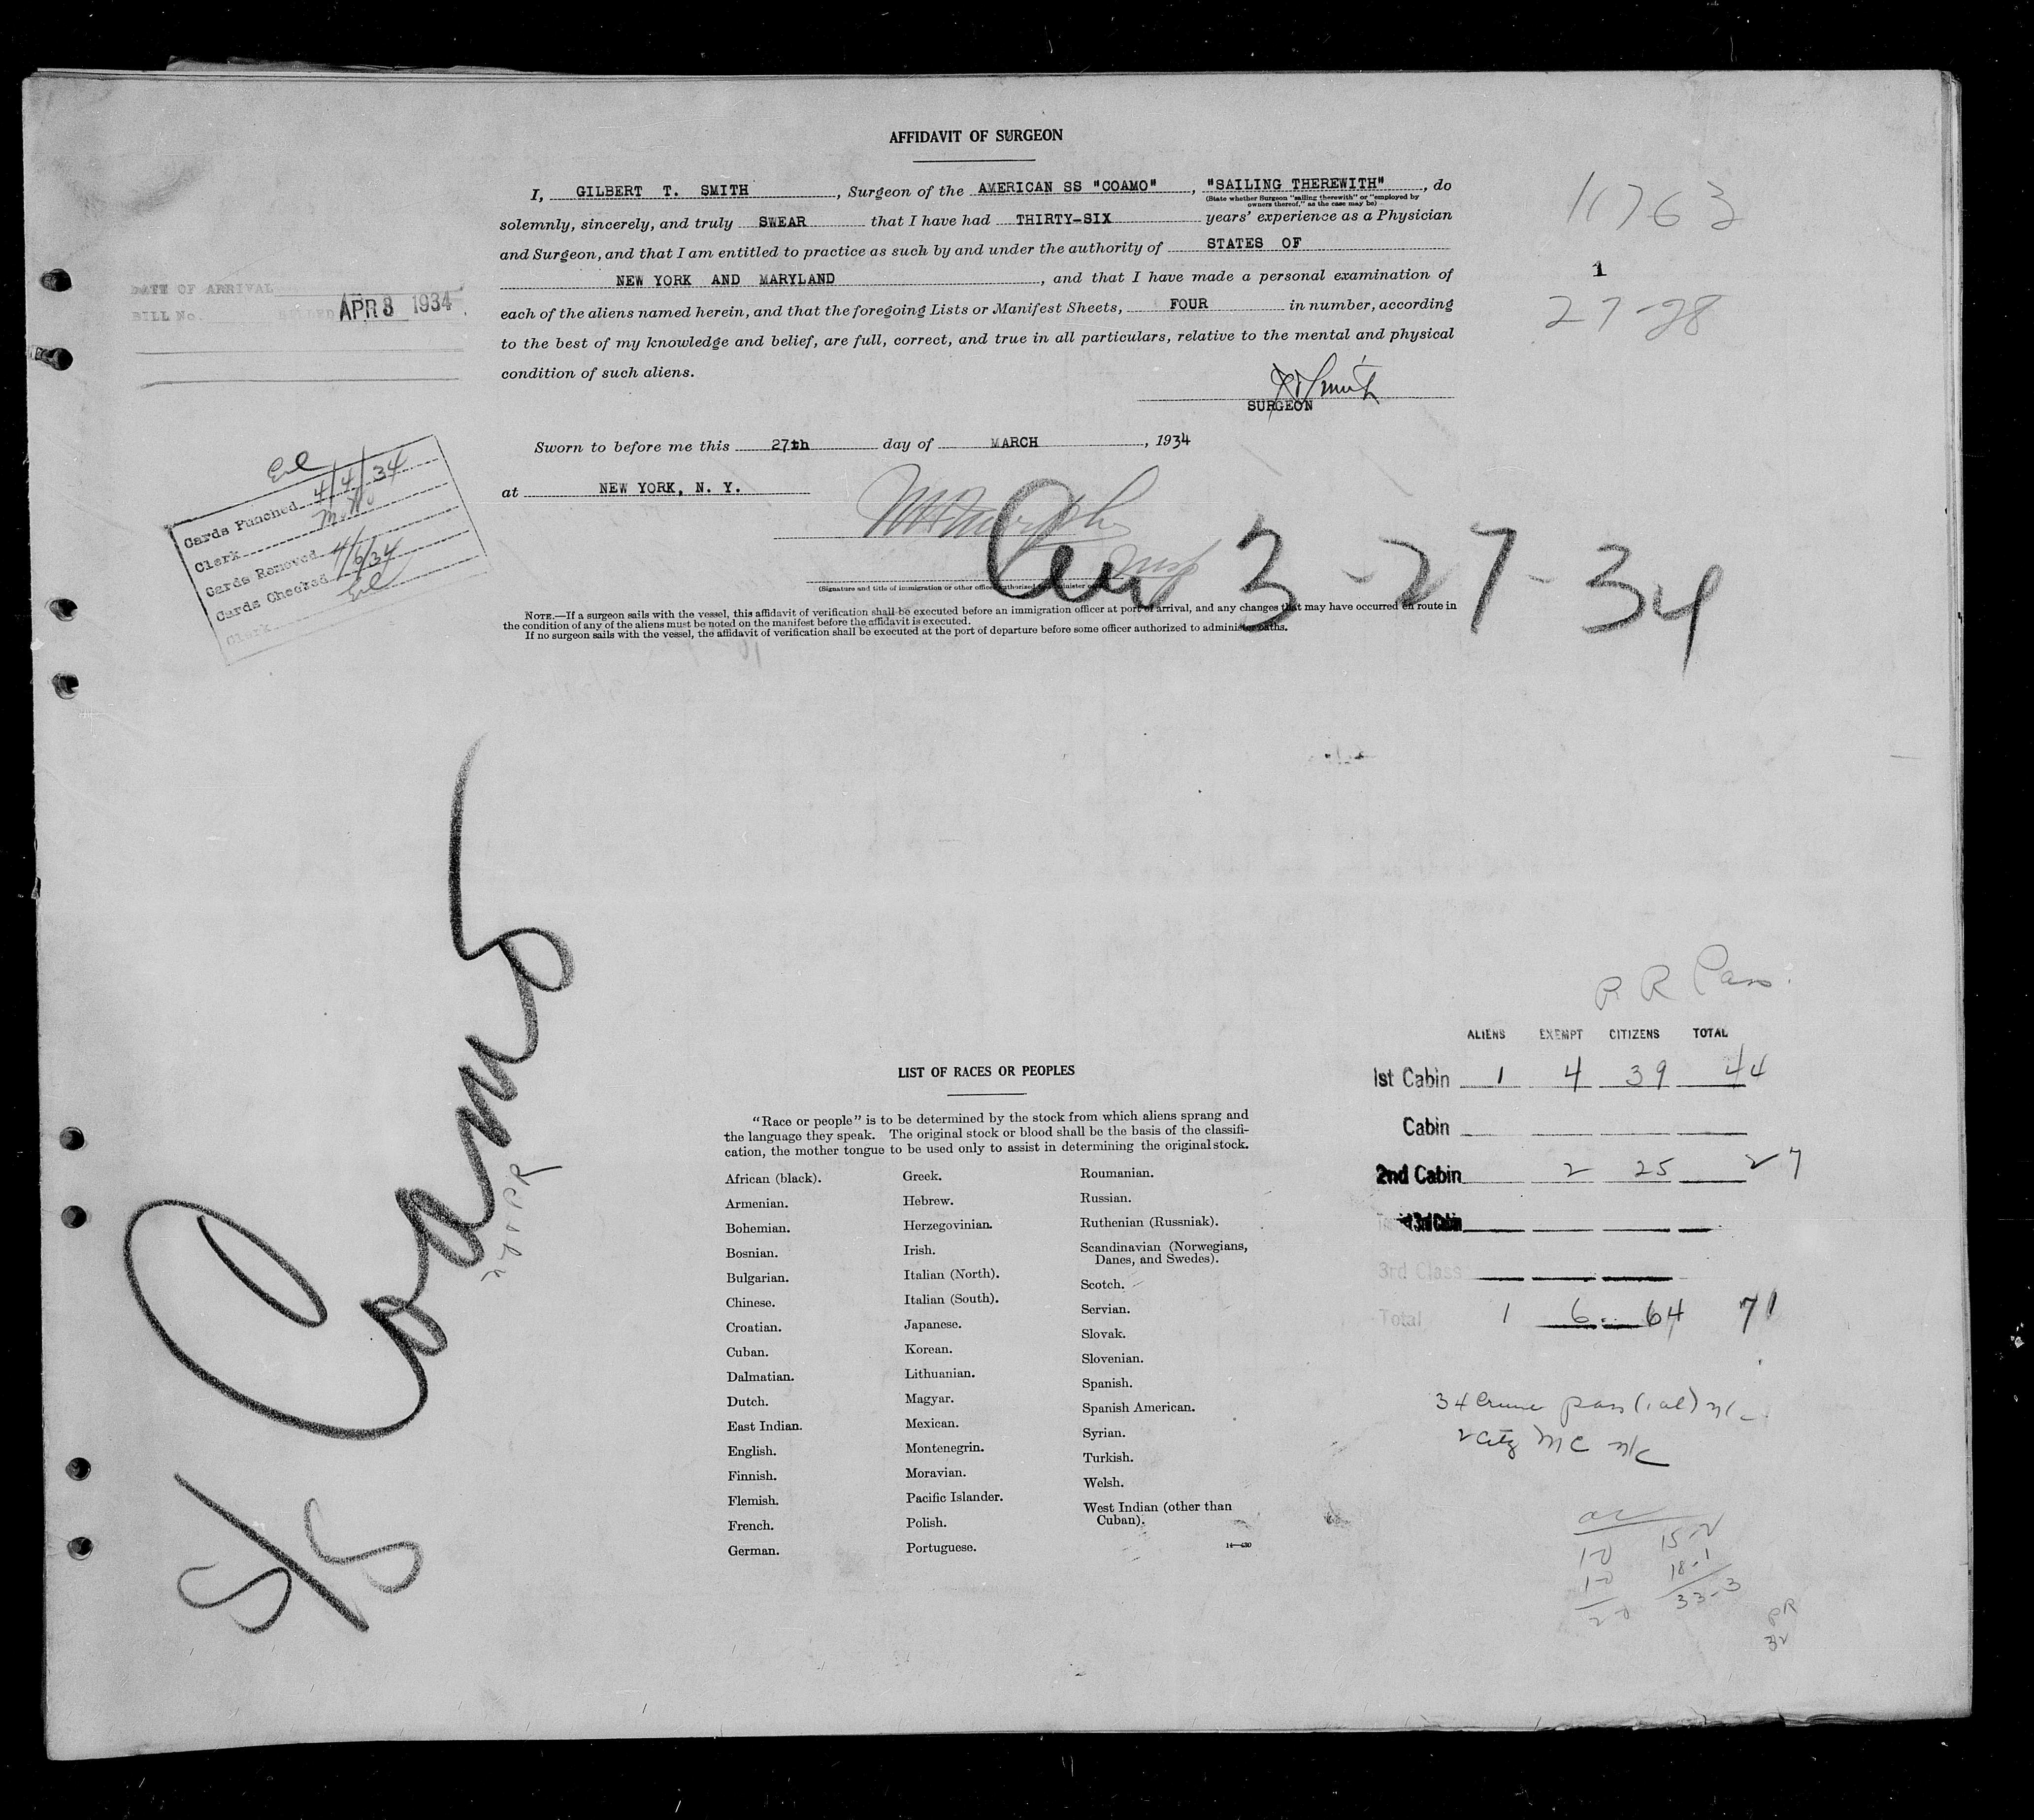 AFFIDAVIT OF SURGEON
I, GILBERT T. SMITH, Surgeon of the AMERICAN SS "COAMO", "SAILING THEREWITH", do
(State whether Surgeon "sailing therewith" or "employed by
owners thereof," as the case may be)
solemnly, sincerely, and truly SWEAR that I have had THIRTY-SIX years' experience as a Physician
and Surgeon, and that I am entitled to practice as such by and under the authority of STATES OF
NEW YORK AND MARYLAND, and that I have made a personal examination of
each of the aliens named herein, and that the foregoing Lists or Manifest Sheets, FOUR in number, according
to the best of my knowledge and belief, are full, correct, and true in all particulars, relative to the mental and physical
condition of such aliens.
SURGEON
Sworn to before me this 27th day of MARCH, 1934
at NEW YORK, N. Y.
11763
1
27-28
DATE OF ARRIVAL
BILL No. BILLED APR 3 1934
Cards Punched 4/4/34
Clerk
Cards Removed 4/6/34
Cards Checked
Clerk
3-27-34
NOTE.—If a surgeon sails with the vessel, this affidavit of verification shall be executed before an immigration officer at port of arrival, and any changes that may have occurred en route in
the condition of any of the aliens must be noted on the manifest before the affidavit is executed.
If no surgeon sails with the vessel, the affidavit of verification shall be executed at the port of departure before some officer authorized to administer oaths.
S/S Coamo
LIST OF RACES OR PEOPLES
"Race or people" is to be determined by the stock from which aliens sprang and
the language they speak. The original stock or blood shall be the basis of the classifi-
cation, the mother tongue to be used only to assist in determining the original stock.
African (black).
Armenian.
Bohemian.
Bosnian.
Bulgarian.
Chinese.
Croatian.
Cuban.
Dalmatian.
Dutch.
East Indian.
English.
Finnish.
Flemish.
French.
German.
Greek.
Hebrew.
Herzegovinian.
Irish.
Italian (North).
Italian (South).
Japanese.
Korean.
Lithuanian.
Magyar.
Mexican.
Montenegrin.
Moravian.
Pacific Islander.
Polish.
Portuguese.
Roumanian.
Russian.
Ruthenian (Russniak).
Scandinavian (Norwegians,
Danes, and Swedes).
Scotch.
Servian.
Slovak.
Slovenian.
Spanish.
Spanish American.
Syrian.
Turkish.
Welsh.
West Indian (other than
Cuban).
P. R Pass.
ALIENS EXEMPT CITIZENS TOTAL
1st Cabin 1 4 39 44
Cabin
2nd Cabin 2 25 27
3rd Cabin
3rd Class
Total 1 6 64 71
15-2
18-1
33-3
PR
32